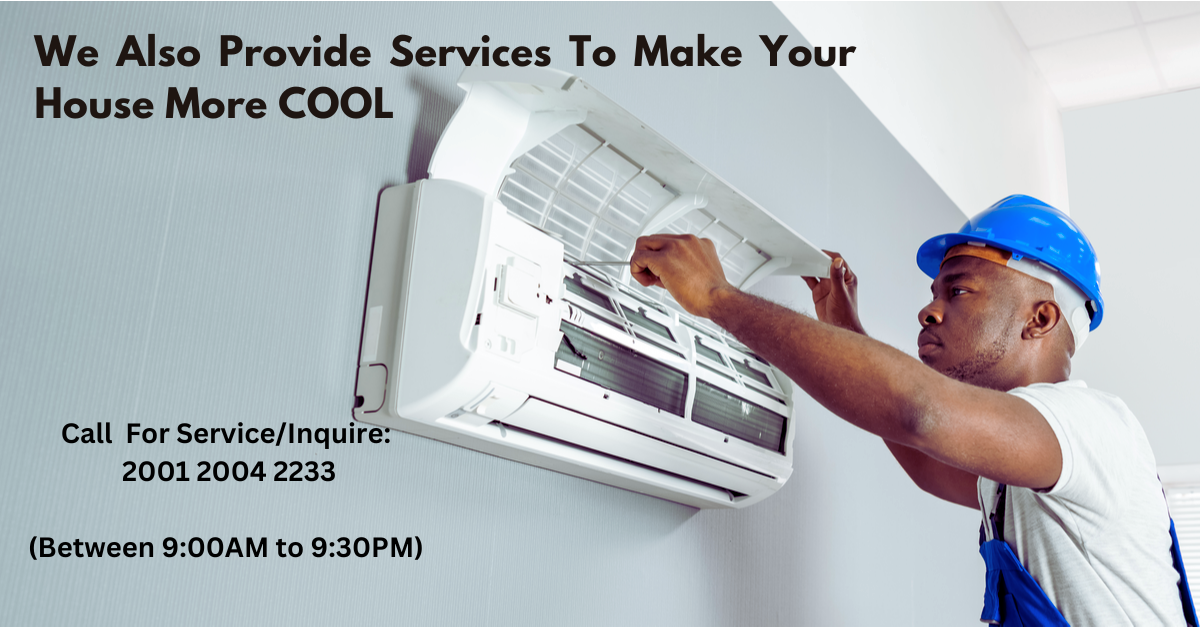 We Also Provide Services To Make Your
House More COOL
Call For Service/Inquire:
2001 2004 2233
(Between 9:00AM to 9:30PM)